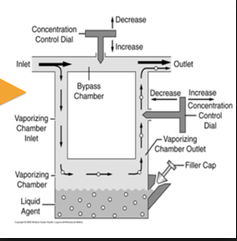 Decrease
Concentration
Control Dial
Increase
Inlet
Outlet
Bypass
Chamber
Decrease Increase
Concentration
Control
Dial
Vaporizing
Chamber
Inlet
Vaporizing
Chamber Outlet
Filler Cap
Vaporizing
Chamber
Liquid
Agent